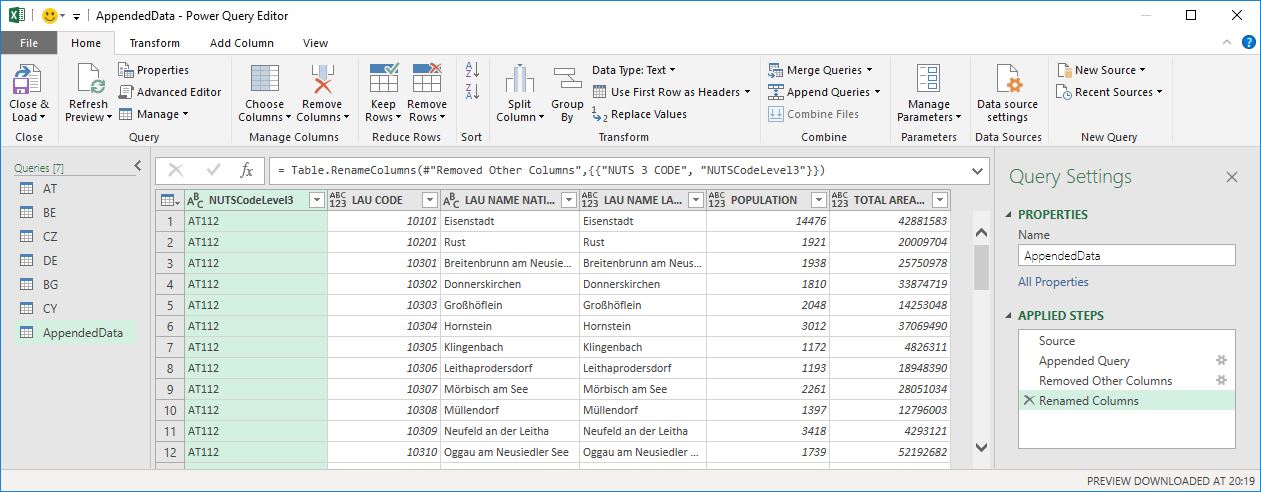 AppendedData - Power Query Editor
File Home Transform Add Column View
Close & Load
Refresh Preview
Properties
Advanced Editor
Manage
Choose Columns
Remove Columns
Keep Rows
Remove Rows
Split Column
Group By
Data Type: Text
Use First Row as Headers
Replace Values
Merge Queries
Append Queries
Combine Files
Manage Parameters
Data source settings
New Source
Recent Sources
Close Query Manage Columns Reduce Rows Sort Transform Combine Parameters Data Sources New Query
Queries [7]
AT
BE
CZ
DE
BG
CY
AppendedData
= Table.RenameColumns(#"Removed Other Columns",{{"NUTS 3 CODE", "NUTSCodeLevel3"}})
NUTSCodeLevel3 LAU CODE LAU NAME NATI... LAU NAME LA... POPULATION TOTAL AREA...
1 AT112 10101 Eisenstadt Eisenstadt 14476 42881583
2 AT112 10201 Rust Rust 1921 20009704
3 AT112 10301 Breitenbrunn am Neusie... Breitenbrunn am Neus... 1938 25750978
4 AT112 10302 Donnerskirchen Donnerskirchen 1810 33874719
5 AT112 10303 Großhöflein Großhöflein 2048 14253048
6 AT112 10304 Hornstein Hornstein 3012 37069490
7 AT112 10305 Klingenbach Klingenbach 1172 4826311
8 AT112 10306 Leithaprodersdorf Leithaprodersdorf 1193 18948390
9 AT112 10307 Mörbisch am See Mörbisch am See 2261 28051034
10 AT112 10308 Müllendorf Müllendorf 1397 12796003
11 AT112 10309 Neufeld an der Leitha Neufeld an der Leitha 3418 4293121
12 AT112 10310 Oggau am Neusiedler See Oggau am Neusiedler ... 1739 52192682
Query Settings
PROPERTIES
Name
AppendedData
All Properties
APPLIED STEPS
Source
Appended Query
Removed Other Columns
Renamed Columns
PREVIEW DOWNLOADED AT 20:19